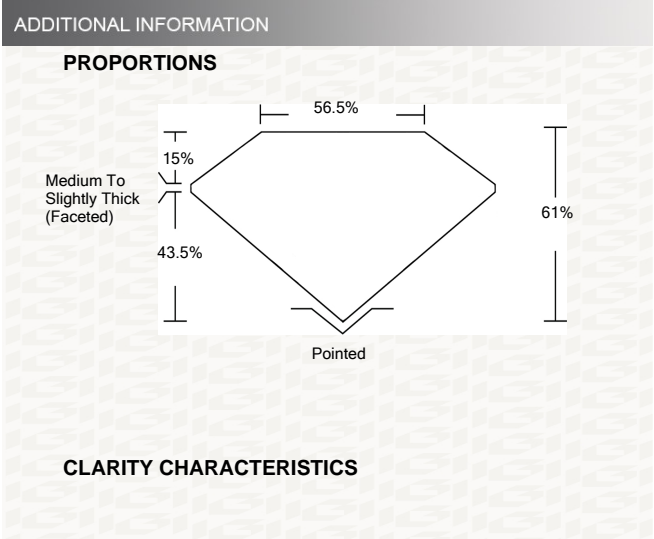 ADDITIONAL INFORMATION
PROPORTIONS
56.5%
15%
Medium To
Slightly Thick
(Faceted)
61%
43.5%
Pointed
CLARITY CHARACTERISTICS